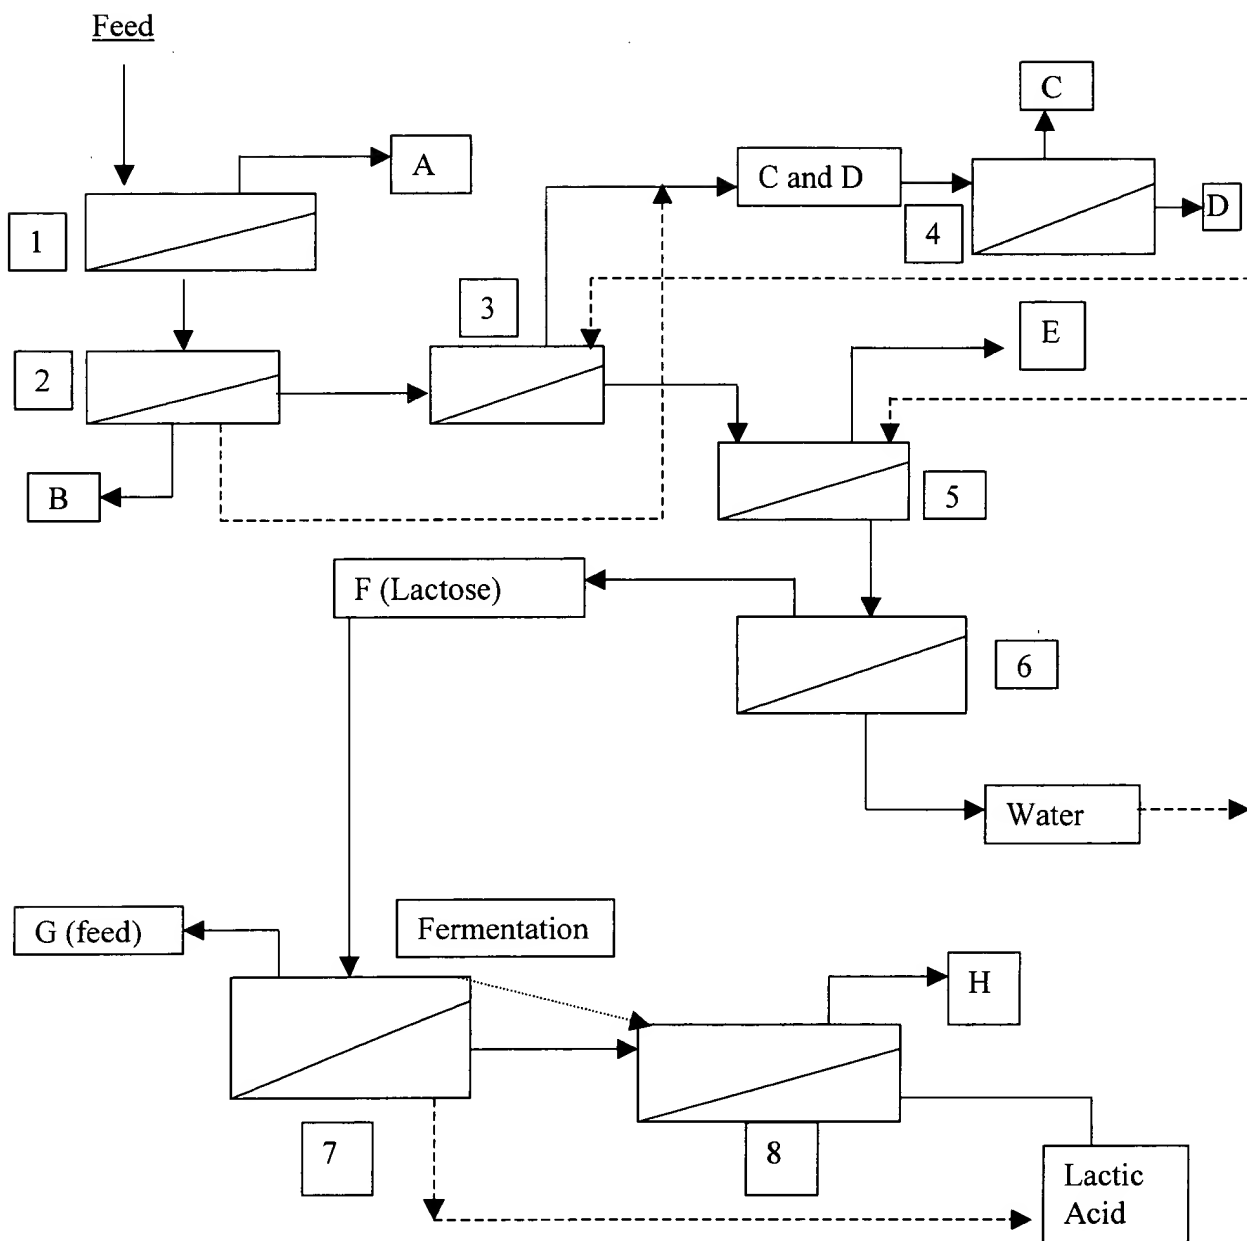 Feed
C
A
C and D
D
1
4
3
E
2
B
5
F (Lactose)
6
Water
G (feed)
Fermentation
H
7
8
Lactic
Acid